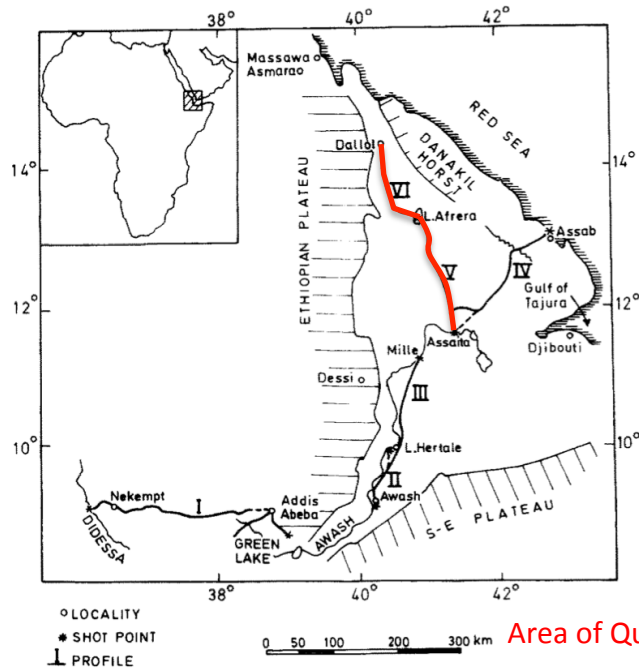 38° 40° 42°
Massawa
Asmara
RED SEA
14° 14°
Dallol
DANAKIL
HORST
VI
L.Afrera
ETHIOPIAN PLATEAU
Assab
V
IV
12° 12°
Gulf of
Tajura
Assaita
Mille
Djibouti
Dessi
III
10° 10°
L.Hertale
II
Awash
Nekempt
I
Addis
Abeba
S-E PLATEAU
DIDESSA
GREEN
LAKE
AWASH
38° 40° 42°
LOCALITY
SHOT POINT
I PROFILE
0 50 100 200 300 km
Area of Qu